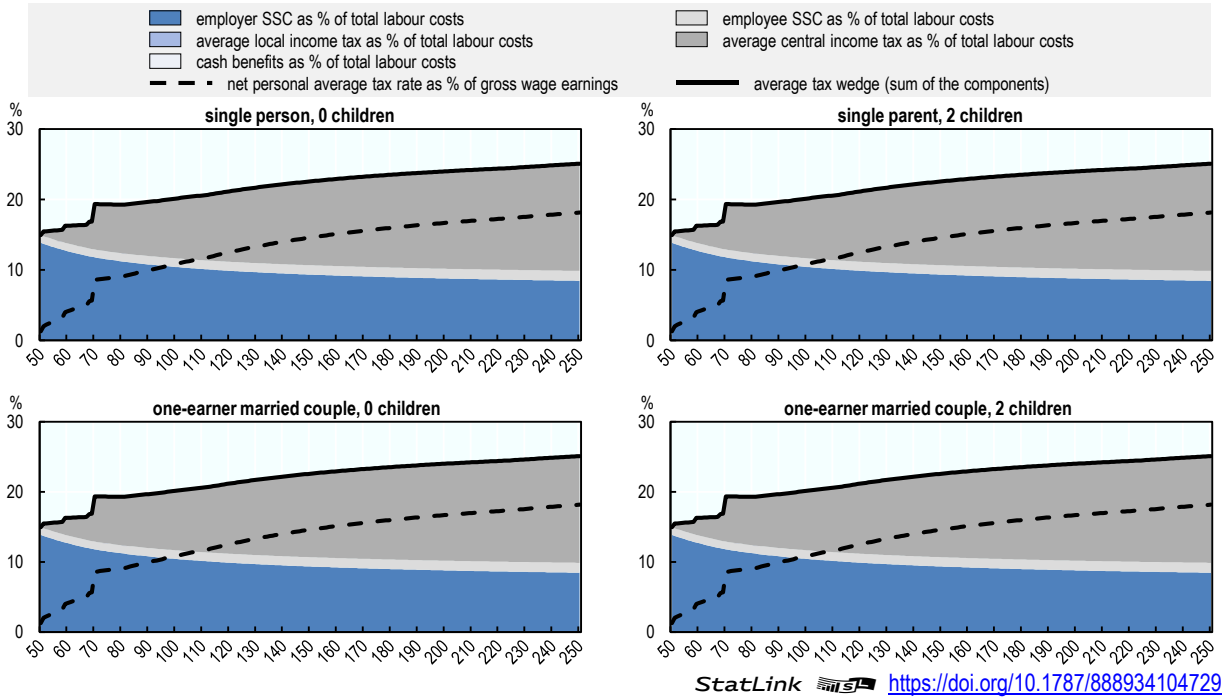 employer SSC as % of total labour costs
employee SSC as % of total labour costs
average local income tax as % of total labour costs
average central income tax as % of total labour costs
cash benefits as % of total labour costs
net personal average tax rate as % of gross wage earnings
average tax wedge (sum of the components)
%
single person, 0 children
30
20
10
0
50 60 70 80 90 100 110 120 130 140 150 160 170 180 190 200 210 220 230 240 250
%
single parent, 2 children
30
20
10
0
50 60 70 80 90 100 110 120 130 140 150 160 170 180 190 200 210 220 230 240 250
%
one-earner married couple, 0 children
30
20
10
0
50 60 70 80 90 100 110 120 130 140 150 160 170 180 190 200 210 220 230 240 250
%
one-earner married couple, 2 children
30
20
10
0
50 60 70 80 90 100 110 120 130 140 150 160 170 180 190 200 210 220 230 240 250
StatLink SL https://doi.org/10.1787/888934104729